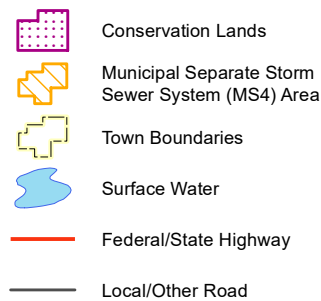 Conservation Lands
Municipal Separate Storm
Sewer System (MS4) Area
Town Boundaries
Surface Water
Federal/State Highway
Local/Other Road